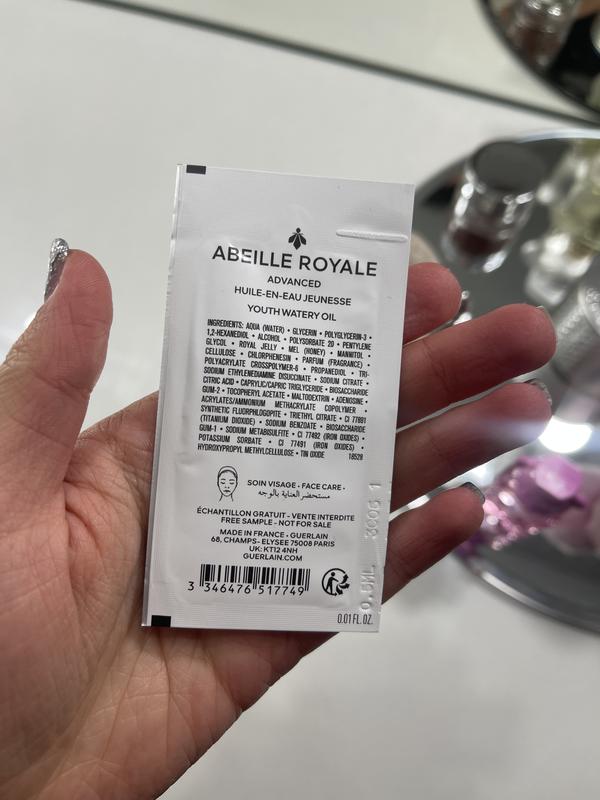 ABEILLE ROYALE
ADVANCED
HUILE-EN-EAU JEUNESSE
YOUTH WATERY OIL
INGREDIENTS: AQUA (WATER) • GLYCERIN • POLYGLYCERIN-3 •
1,2-HEXANEDIOL • ALCOHOL • POLYSORBATE 20 • PENTYLENE
GLYCOL • ROYAL JELLY • MEL (HONEY) • MANNITOL •
CELLULOSE • CHLORPHENESIN • PARFUM (FRAGRANCE) •
POLYACRYLATE CROSSPOLYMER-6 • PROPANEDIOL • TRI-
SODIUM ETHYLENEDIAMINE DISUCCINATE • SODIUM CITRATE •
CITRIC ACID • CAPRYLIC/CAPRIC TRIGLYCERIDE • BIOSACCHARIDE
GUM-2 • TOCOPHERYL ACETATE • MALTODEXTRIN • ADENOSINE •
ACRYLATES/AMMONIUM METHACRYLATE COPOLYMER •
SYNTHETIC FLUORPHLOGOPITE • TRIETHYL CITRATE • CI 77891
(TITANIUM DIOXIDE) • SODIUM BENZOATE • BIOSACCHARIDE
GUM-1 • SODIUM METABISULFITE • CI 77492 (IRON OXIDES) •
POTASSIUM SORBATE • CI 77491 (IRON OXIDES) •
HYDROXYPROPYL METHYLCELLULOSE • TIN OXIDE 18528
SOIN VISAGE • FACE CARE •
مستحضر العناية بالوجه
ÉCHANTILLON GRATUIT - VENTE INTERDITE
FREE SAMPLE - NOT FOR SALE
MADE IN FRANCE • GUERLAIN
68, CHAMPS-ELYSEE 75008 PARIS
UK: KT12 4NH
GUERLAIN.COM
3 346476 517749
0.01 FL. OZ.
0.5ML 3C06 1